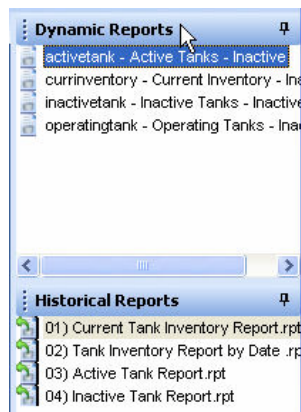 Dynamic Reports
activetank - Active Tanks - Inactive
currinventory - Current Inventory - Ina
inactivetank - Inactive Tanks - Inactive
operatingtank - Operating Tanks - Inac
Historical Reports
01) Current Tank Inventory Report.rpt
02) Tank Inventory Report by Date .rp
03) Active Tank Report.rpt
04) Inactive Tank Report.rpt